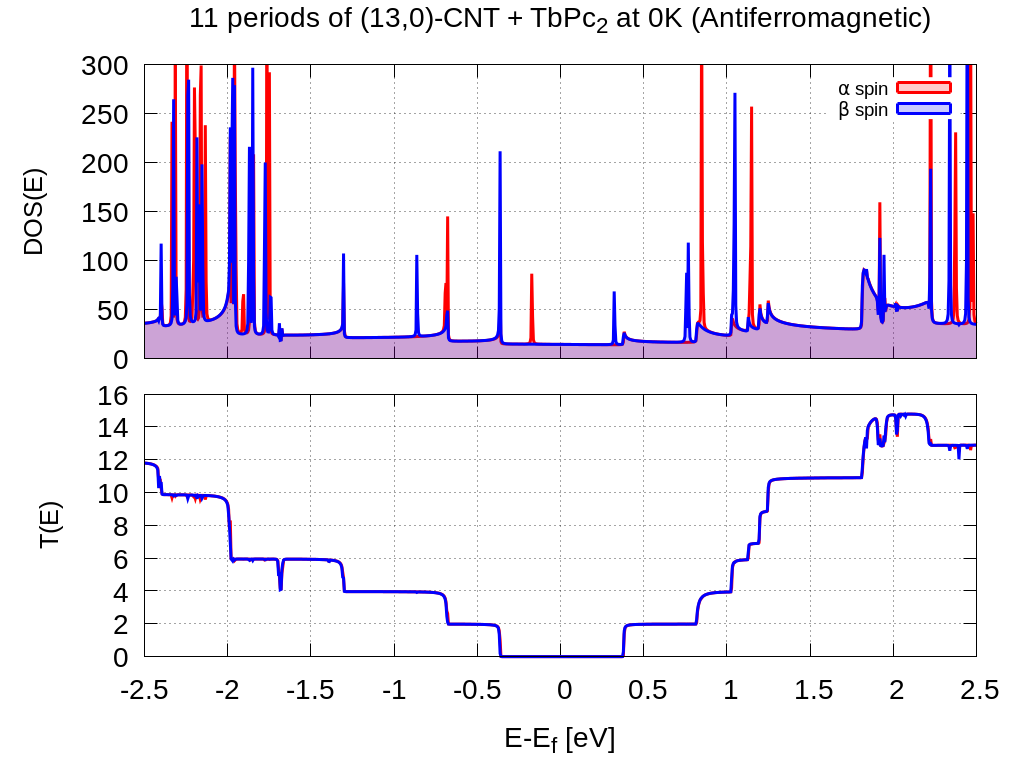 11 periods of (13,0)-CNT + TbPc2 at 0K (Antiferromagnetic)
300
250
200
150
100
50
0
DOS(E)
α spin
β spin
16
14
12
10
8
6
4
2
0
T(E)
-2.5 -2 -1.5 -1 -0.5 0 0.5 1 1.5 2 2.5
E-Ef [eV]